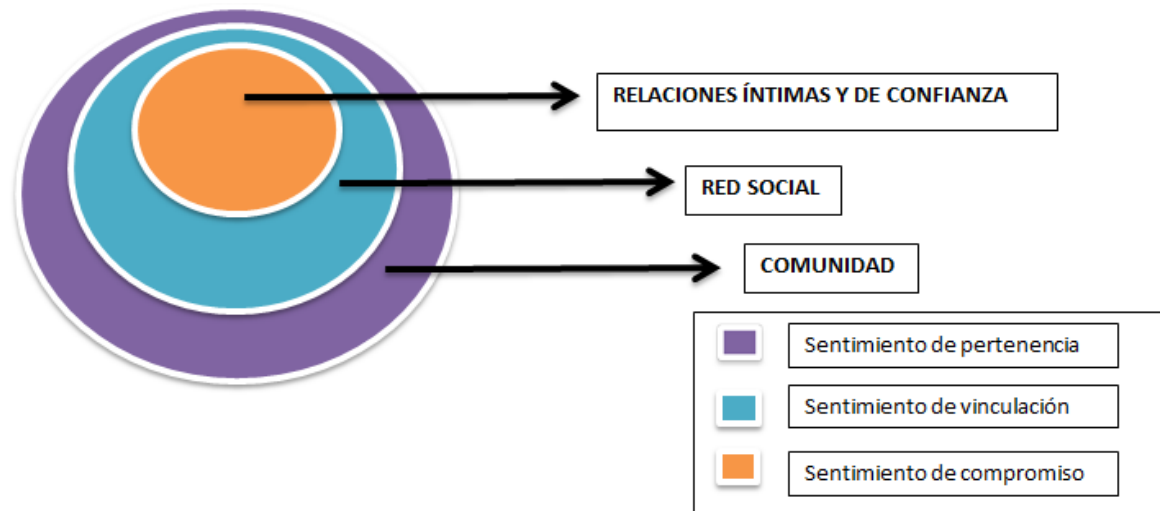 RELACIONES ÍNTIMAS Y DE CONFIANZA
RED SOCIAL
COMUNIDAD
Sentimiento de pertenencia
Sentimiento de vinculación
Sentimiento de compromiso